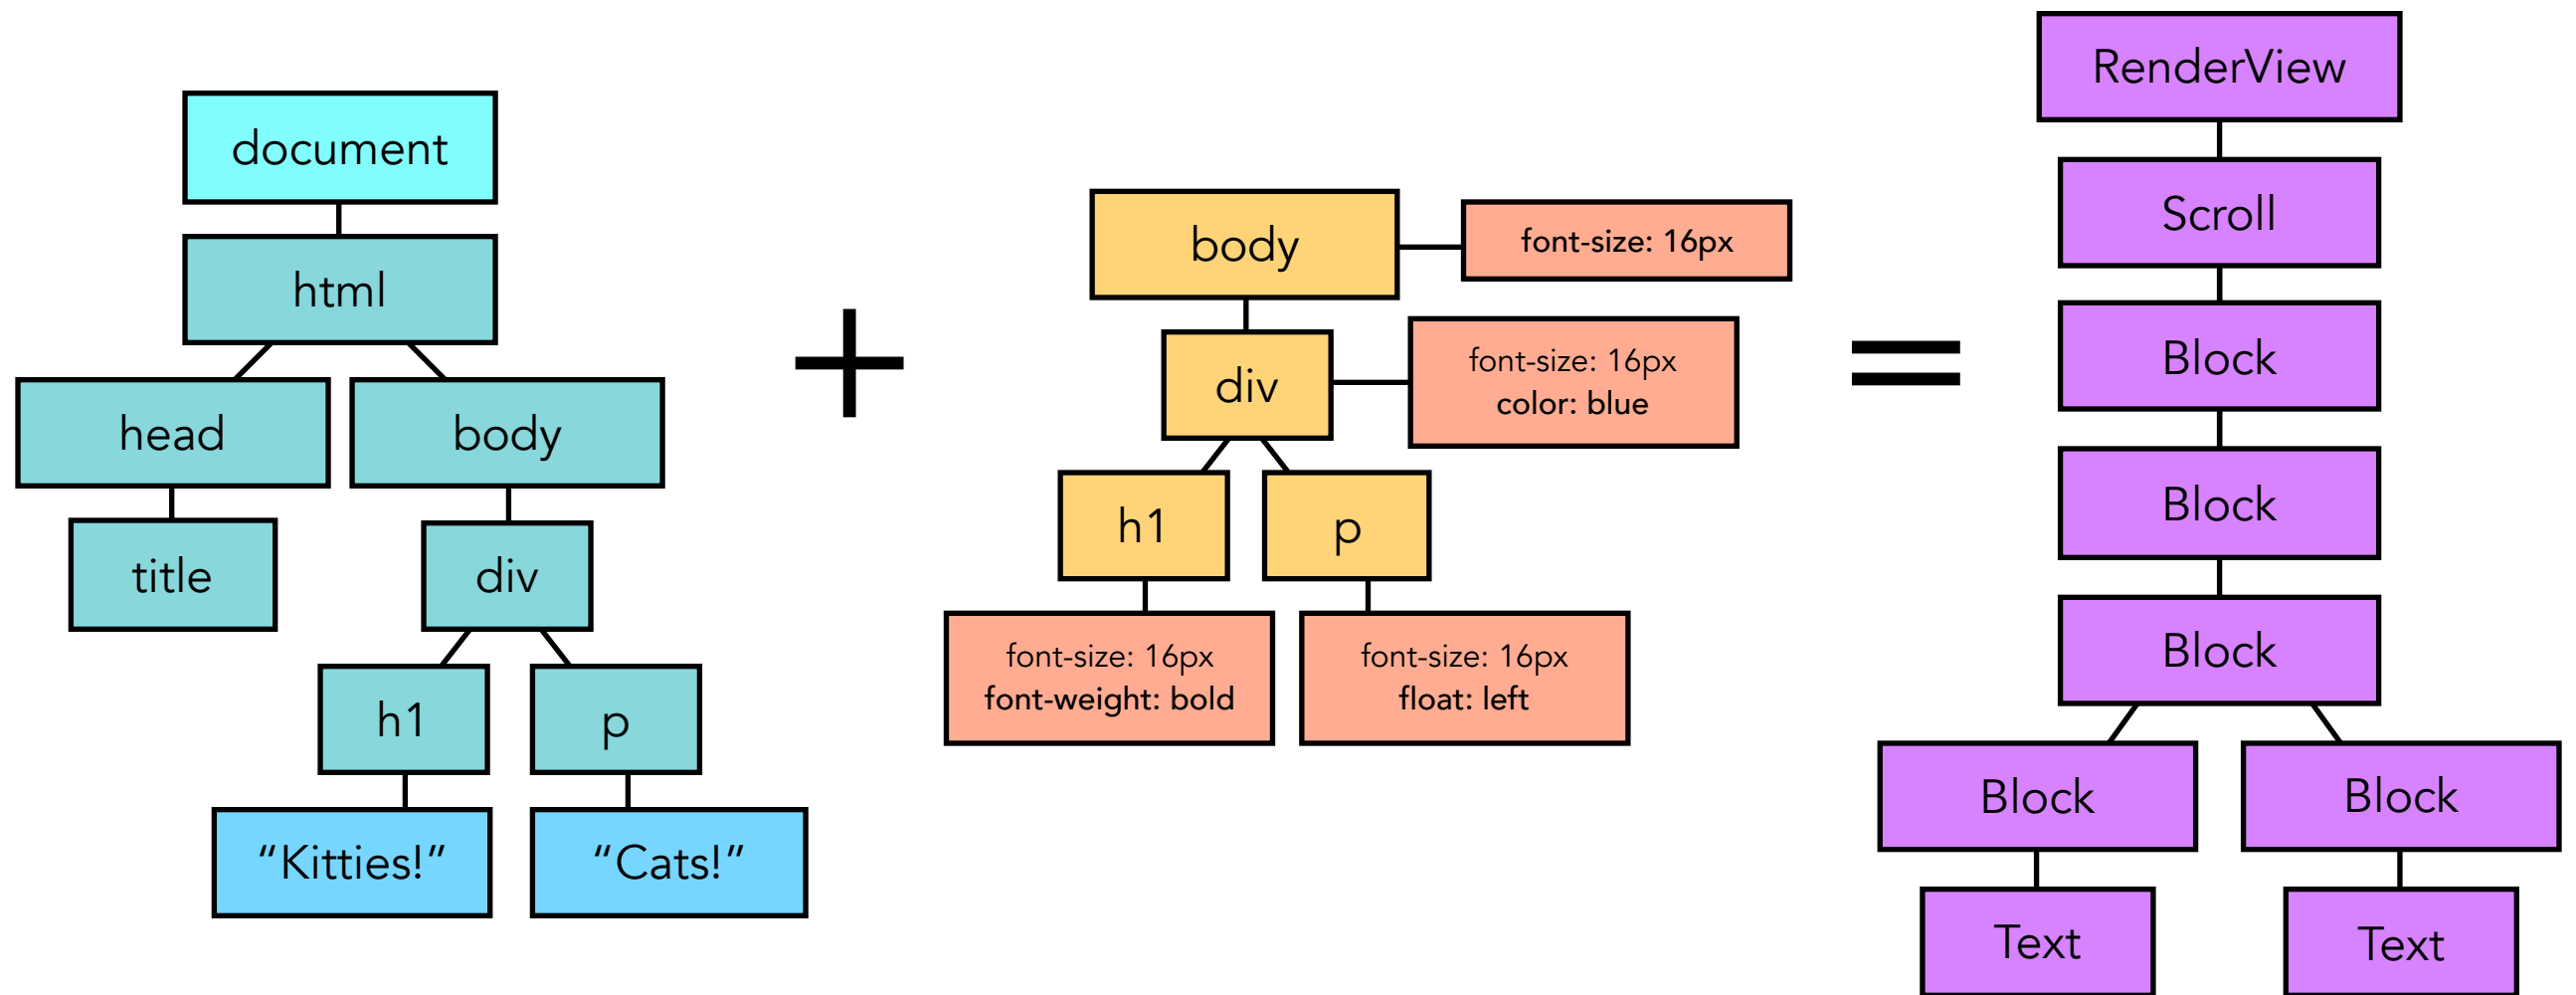 document
html
head
body
title
div
h1
p
“Kitties!”
“Cats!”
+
body
font-size: 16px
div
font-size: 16px
color: blue
h1
p
font-size: 16px
font-weight: bold
font-size: 16px
float: left
=
RenderView
Scroll
Block
Block
Block
Block
Block
Text
Text